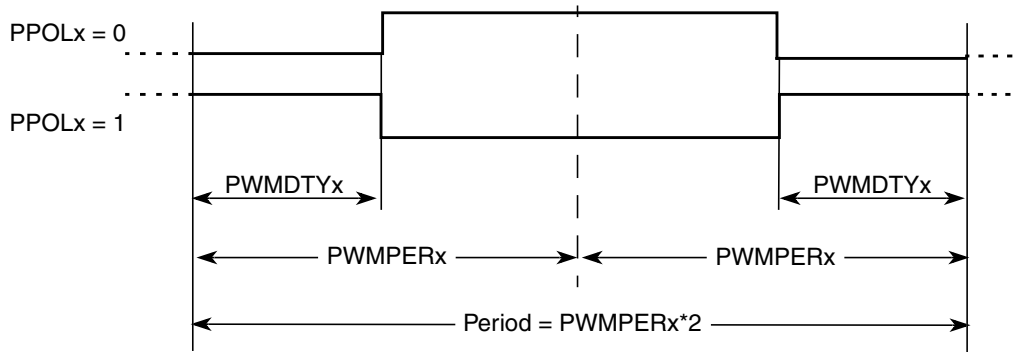 PPOLx = 0
PPOLx = 1
PWMDTYx
PWMDTYx
PWMPERx
PWMPERx
Period = PWMPERx*2